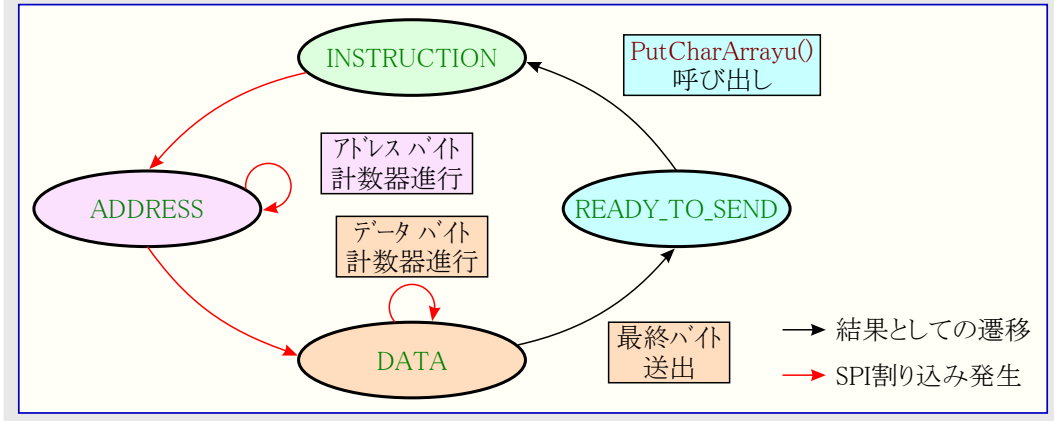 INSTRUCTION
PutCharArrayu()
呼び出し
アドレス バイト
計数器進行
ADDRESS
READY_TO_SEND
データ バイト
計数器進行
DATA
最終バイト
送出
結果としての遷移
SPI割り込み発生